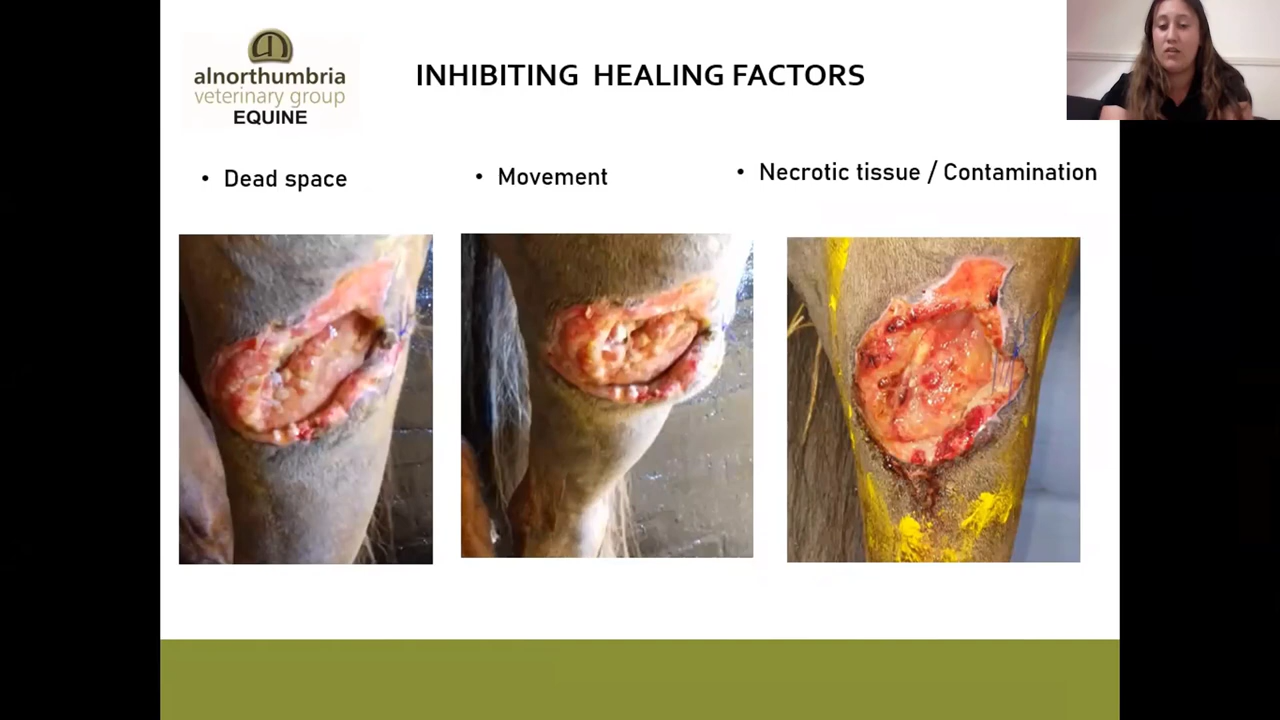 alnorthumbria
veterinary group
EQUINE
INHIBITING HEALING FACTORS
• Dead space
• Movement
• Necrotic tissue / Contamination